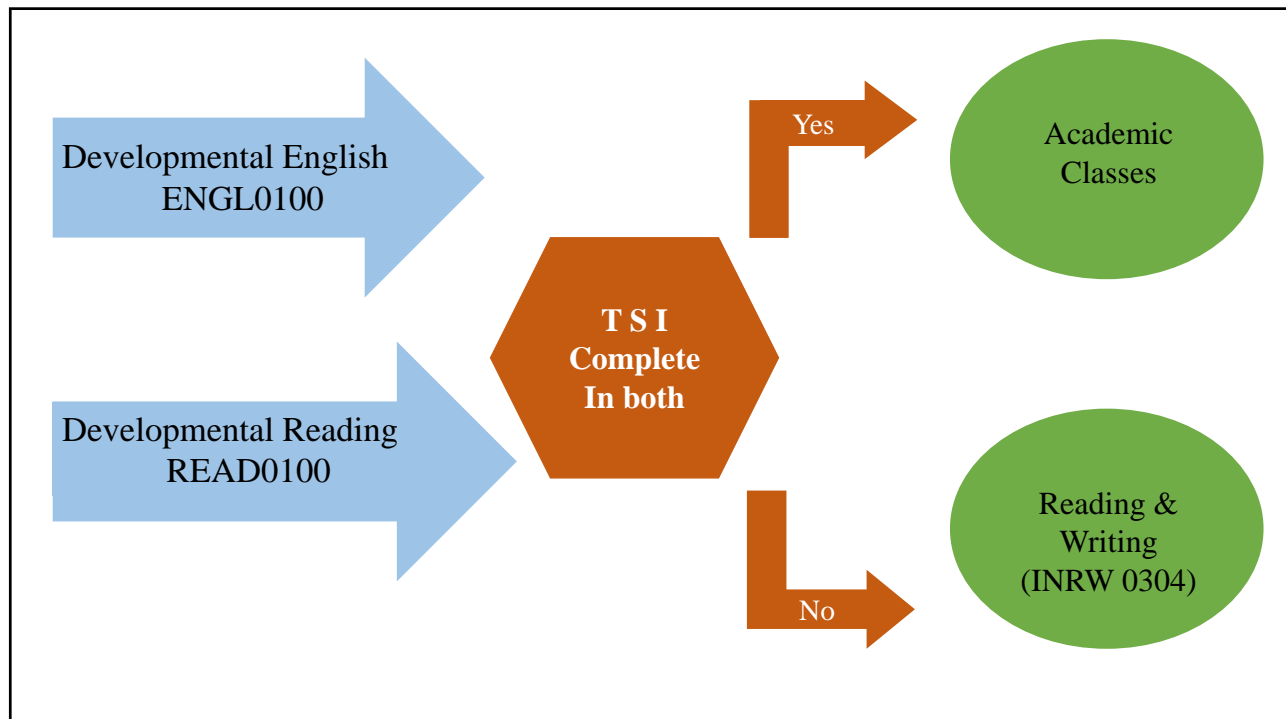 Developmental English
ENGL0100
Developmental Reading
READ0100
T S I
Complete
In both
Yes
Academic
Classes
No
Reading &
Writing
(INRW 0304)